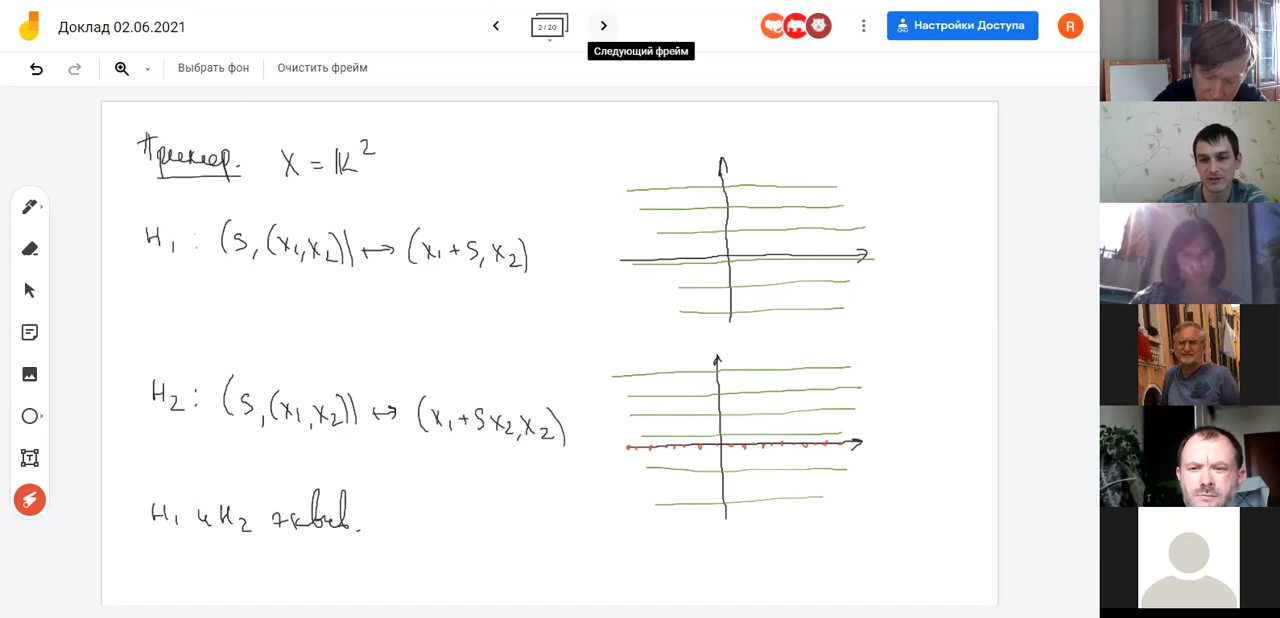 Доклад 02.06.2021
2 / 20
Следующий фрейм
Настройки Доступа
R
Выбрать фон
Очистить фрейм
Пример. X = 𝕂²
H₁ : (s, (x₁, x₂)) ↔ (x₁ + s, x₂)
H₂ : (s, (x₁, x₂)) ↔ (x₁ + sx₂, x₂)
H₁ и H₂ эквив.